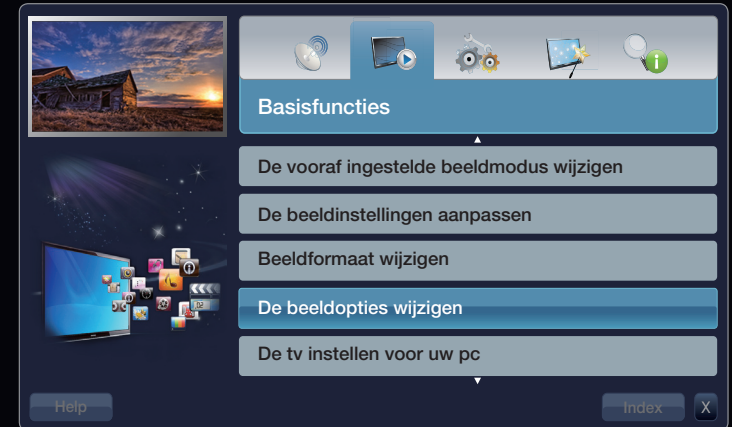 Basisfuncties
De vooraf ingestelde beeldmodus wijzigen
De beeldinstellingen aanpassen
Beeldformaat wijzigen
De beeldopties wijzigen
De tv instellen voor uw pc
Help
Index
X